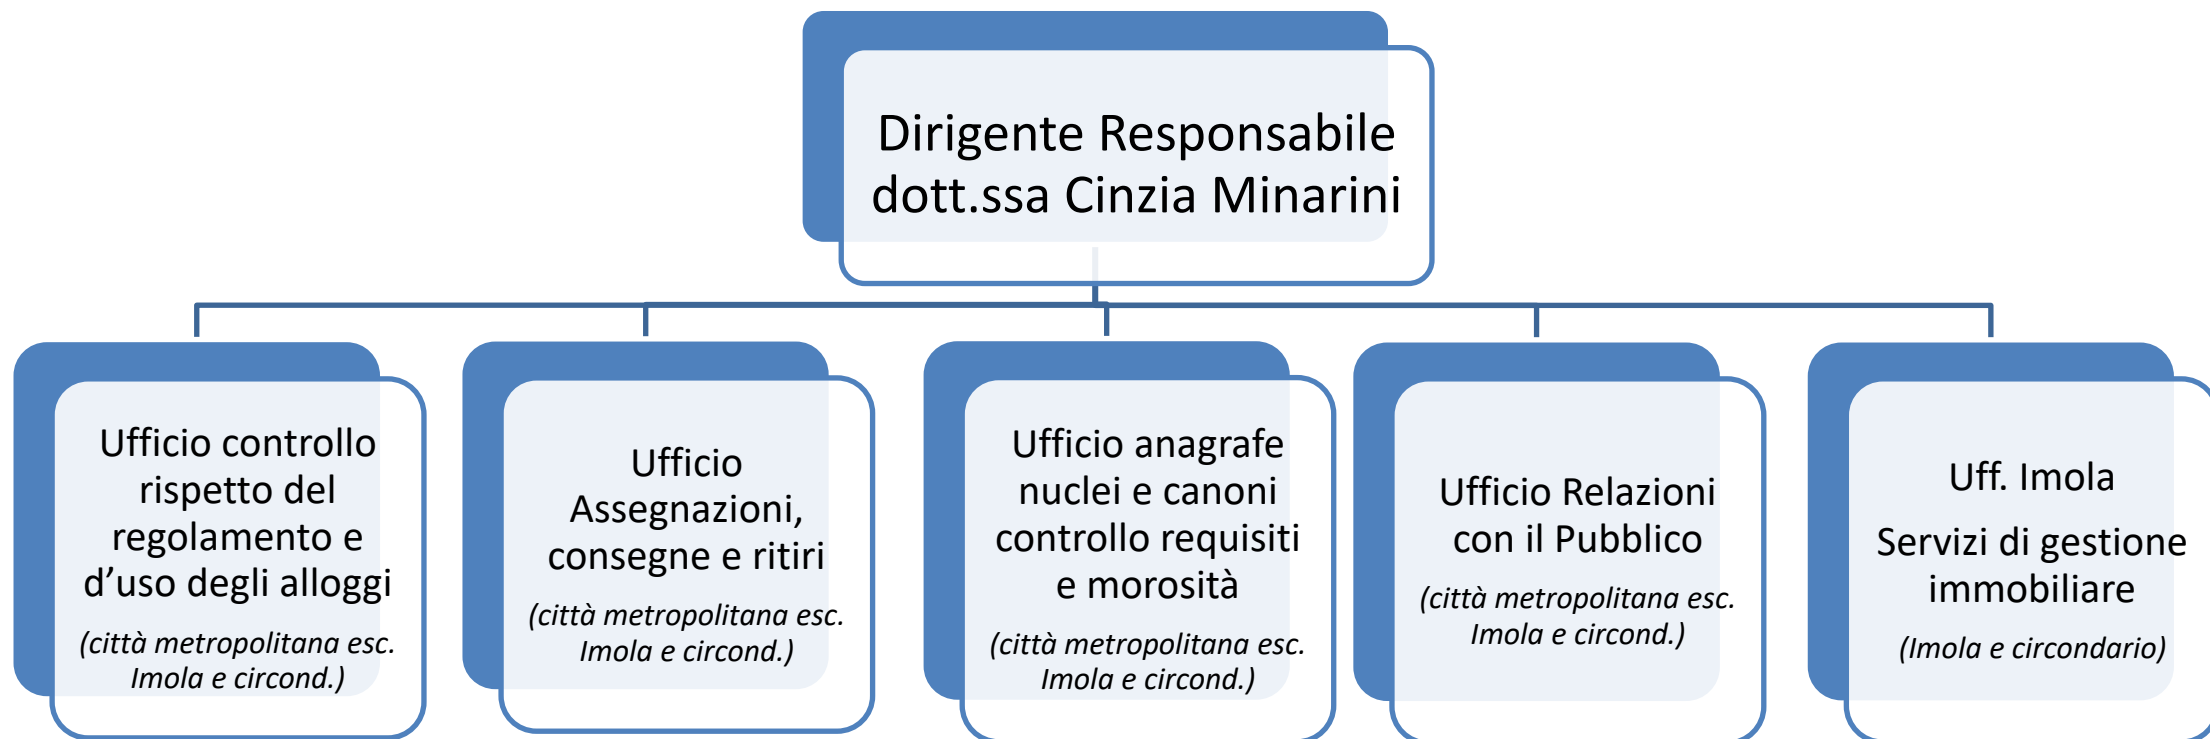 Dirigente Responsabile
dott.ssa Cinzia Minarini
Ufficio controllo
rispetto del
regolamento e
d’uso degli alloggi
(città metropolitana esc.
Imola e circond.)
Ufficio
Assegnazioni,
consegne e ritiri
(città metropolitana esc.
Imola e circond.)
Ufficio anagrafe
nuclei e canoni
controllo requisiti
e morosità
(città metropolitana esc.
Imola e circond.)
Ufficio Relazioni
con il Pubblico
(città metropolitana esc.
Imola e circond.)
Uff. Imola
Servizi di gestione
immobiliare
(Imola e circondario)